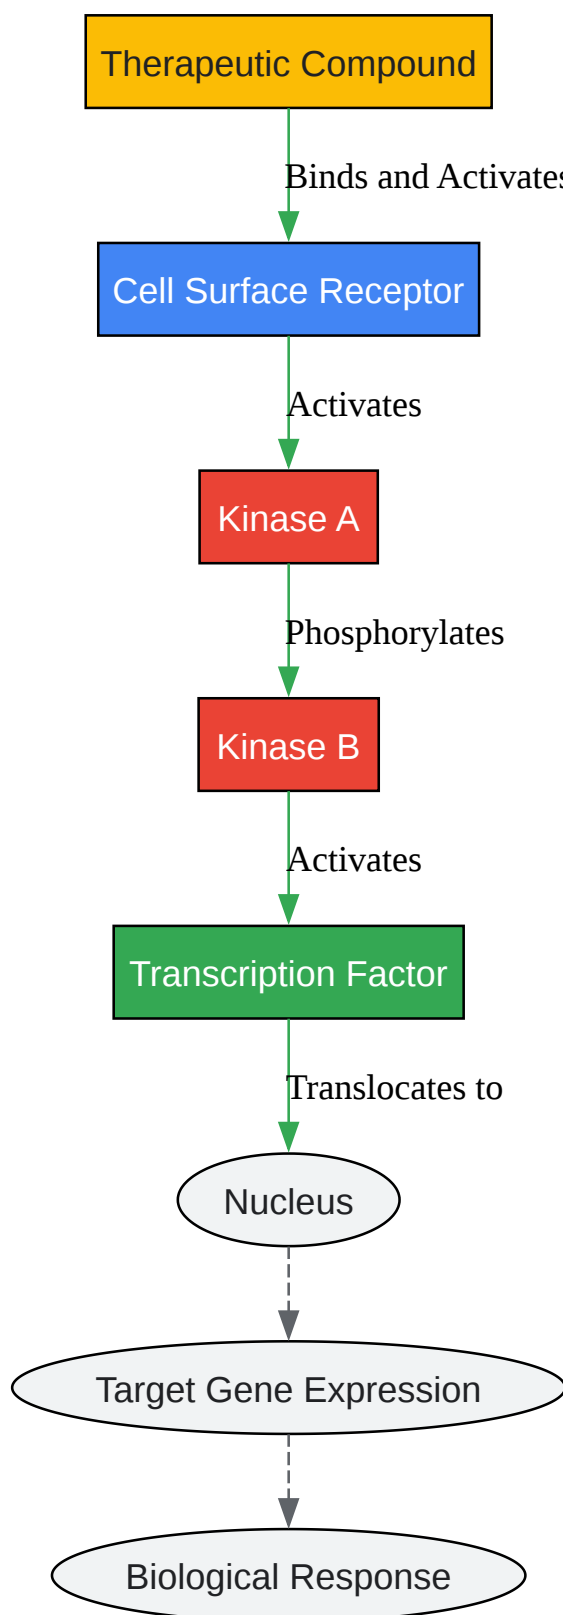 Therapeutic Compound
Binds and Activates
Cell Surface Receptor
Activates
Kinase A
Phosphorylates
Kinase B
Activates
Transcription Factor
Translocates to
Nucleus
Target Gene Expression
Biological Response